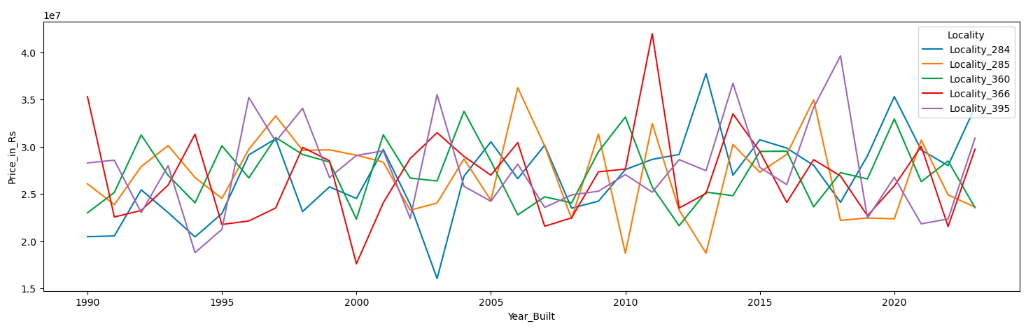 1e7
4.0
3.5
3.0
2.5
2.0
1.5
Price_in_Rs
1990
1995
2000
2005
2010
2015
2020
Year_Built
Locality
Locality_284
Locality_285
Locality_360
Locality_366
Locality_395